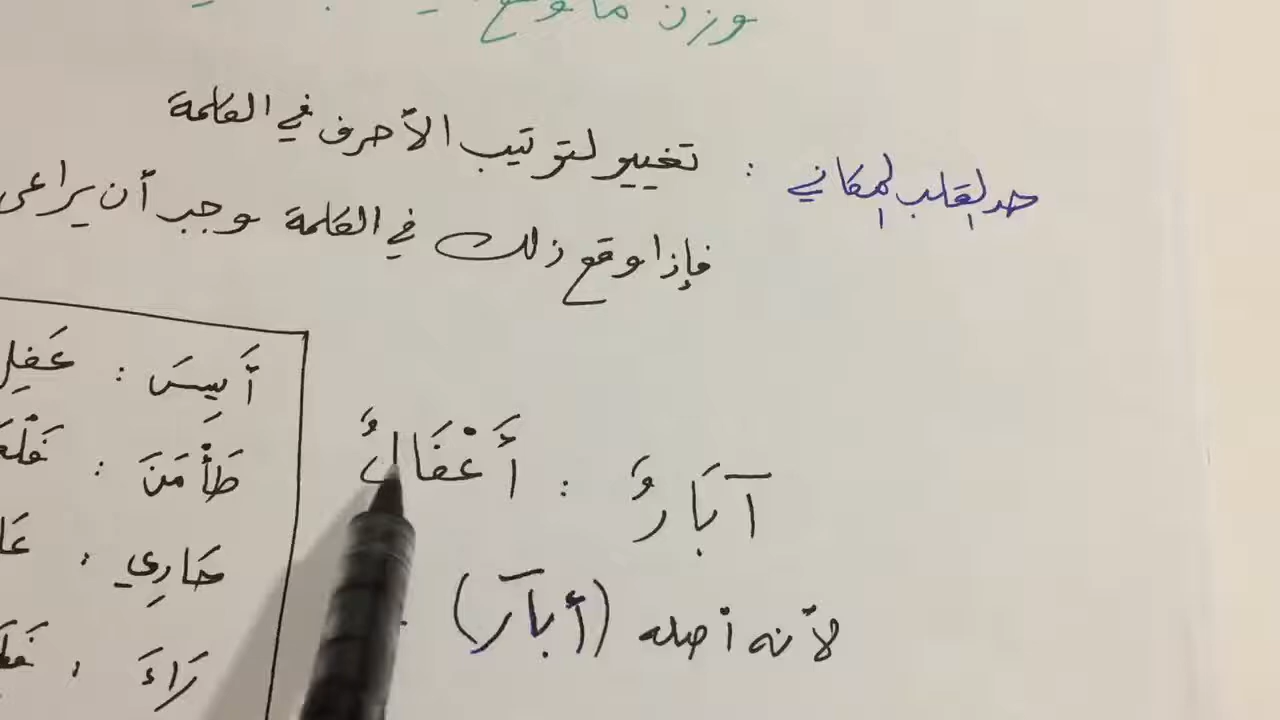 وزن ما وقع
حد القلب المكاني : تغيير لترتيب الأحرف في الكلمة
فإذا وقع ذلك في الكلمة وجب أن يراعى
آبَارٌ : أَعْفَالٌ
لأنه أصله (أبآر)
أَيِسَ : عَفِلَ
طَأْمَنَ : فَلْعَ
حَادِي : عَا
رَاءَ : فَلَ